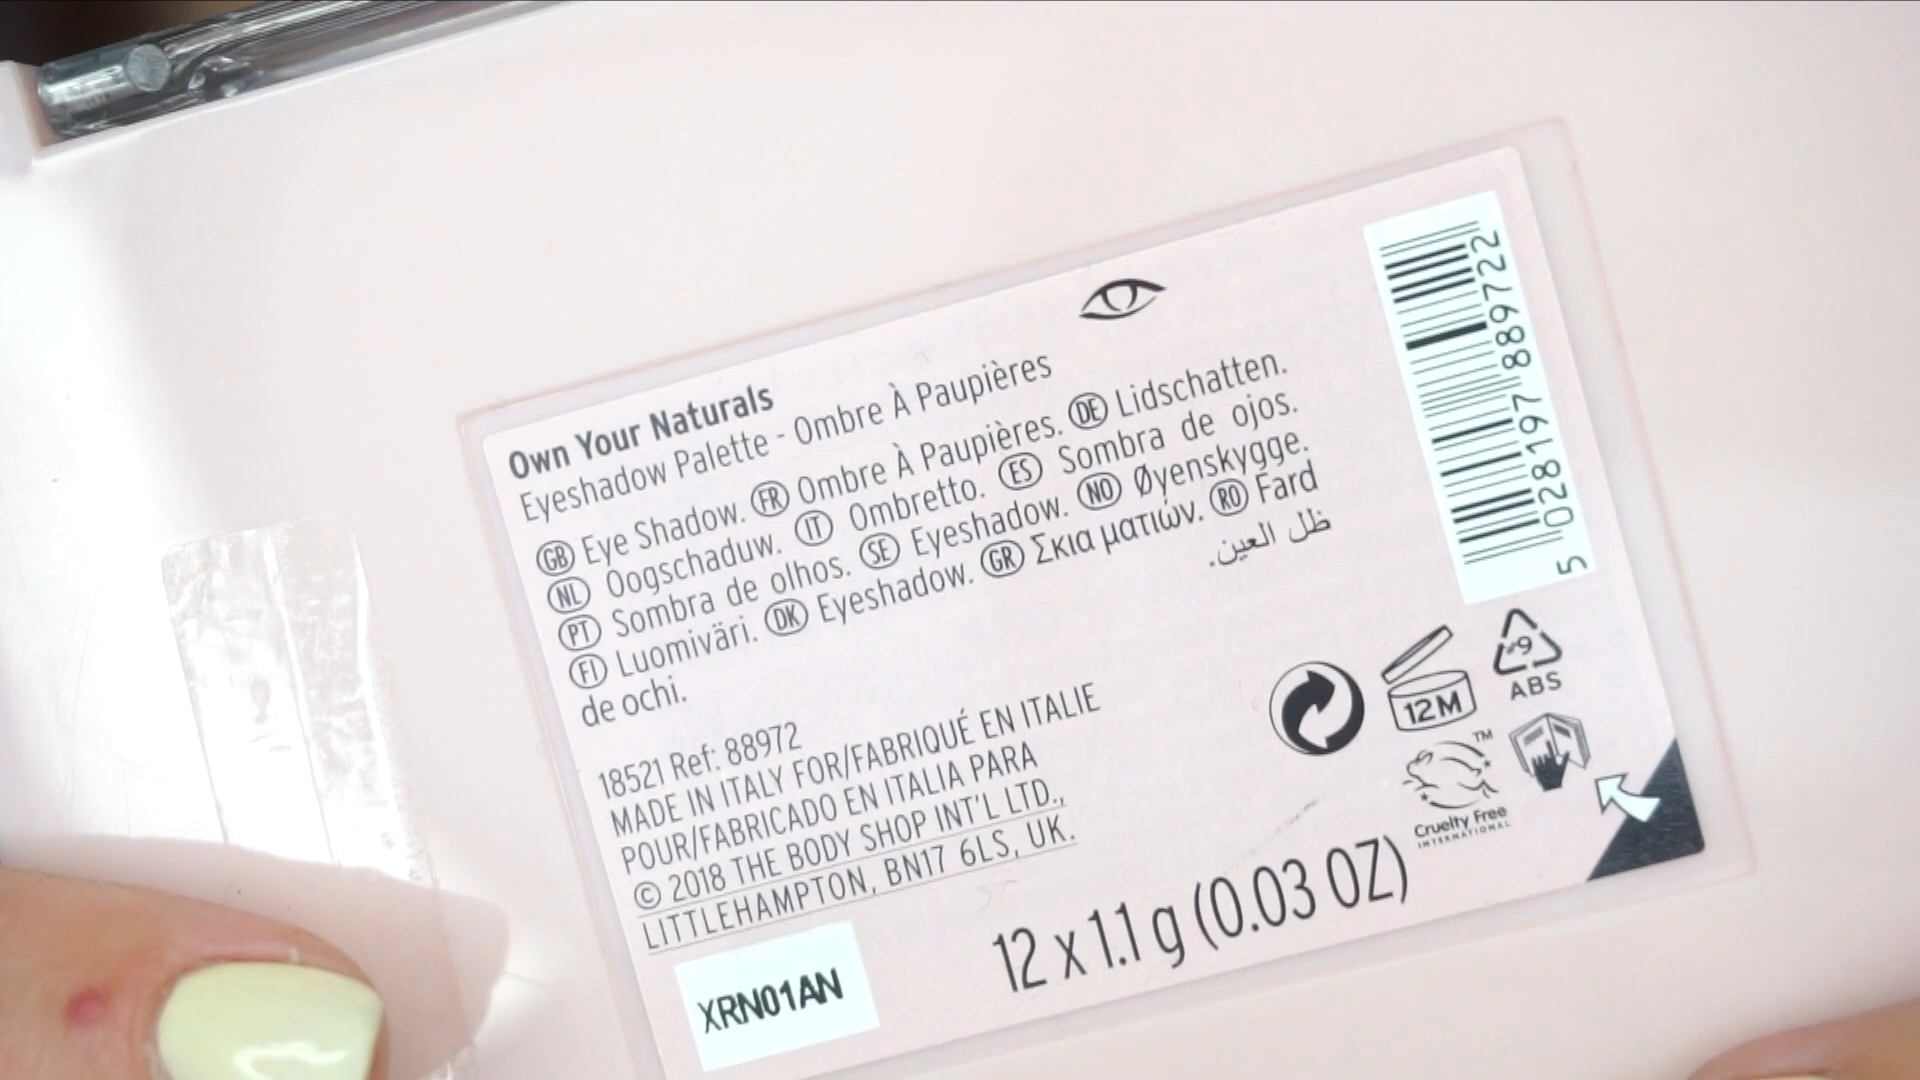 Own Your Naturals
Eyeshadow Palette - Ombre À Paupières
GB Eye Shadow. FR Ombre À Paupières. DE Lidschatten.
NL Oogschaduw. IT Ombretto. ES Sombra de ojos.
PT Sombra de olhos. SE Eyeshadow. NO Øyenskygge.
FI Luomiväri. DK Eyeshadow. GR Σκια ματιών. RO Fard
de ochi.
ظل العين.
18521 Ref: 88972
MADE IN ITALY FOR/FABRIQUÉ EN ITALIE
POUR/FABRICADO EN ITALIA PARA
© 2018 THE BODY SHOP INT'L LTD.,
LITTLEHAMPTON, BN17 6LS, UK.
XRN01AN
12 x 1.1 g (0.03 OZ)
5 028197 889722
12M
9
ABS
TM
Cruelty Free
INTERNATIONAL